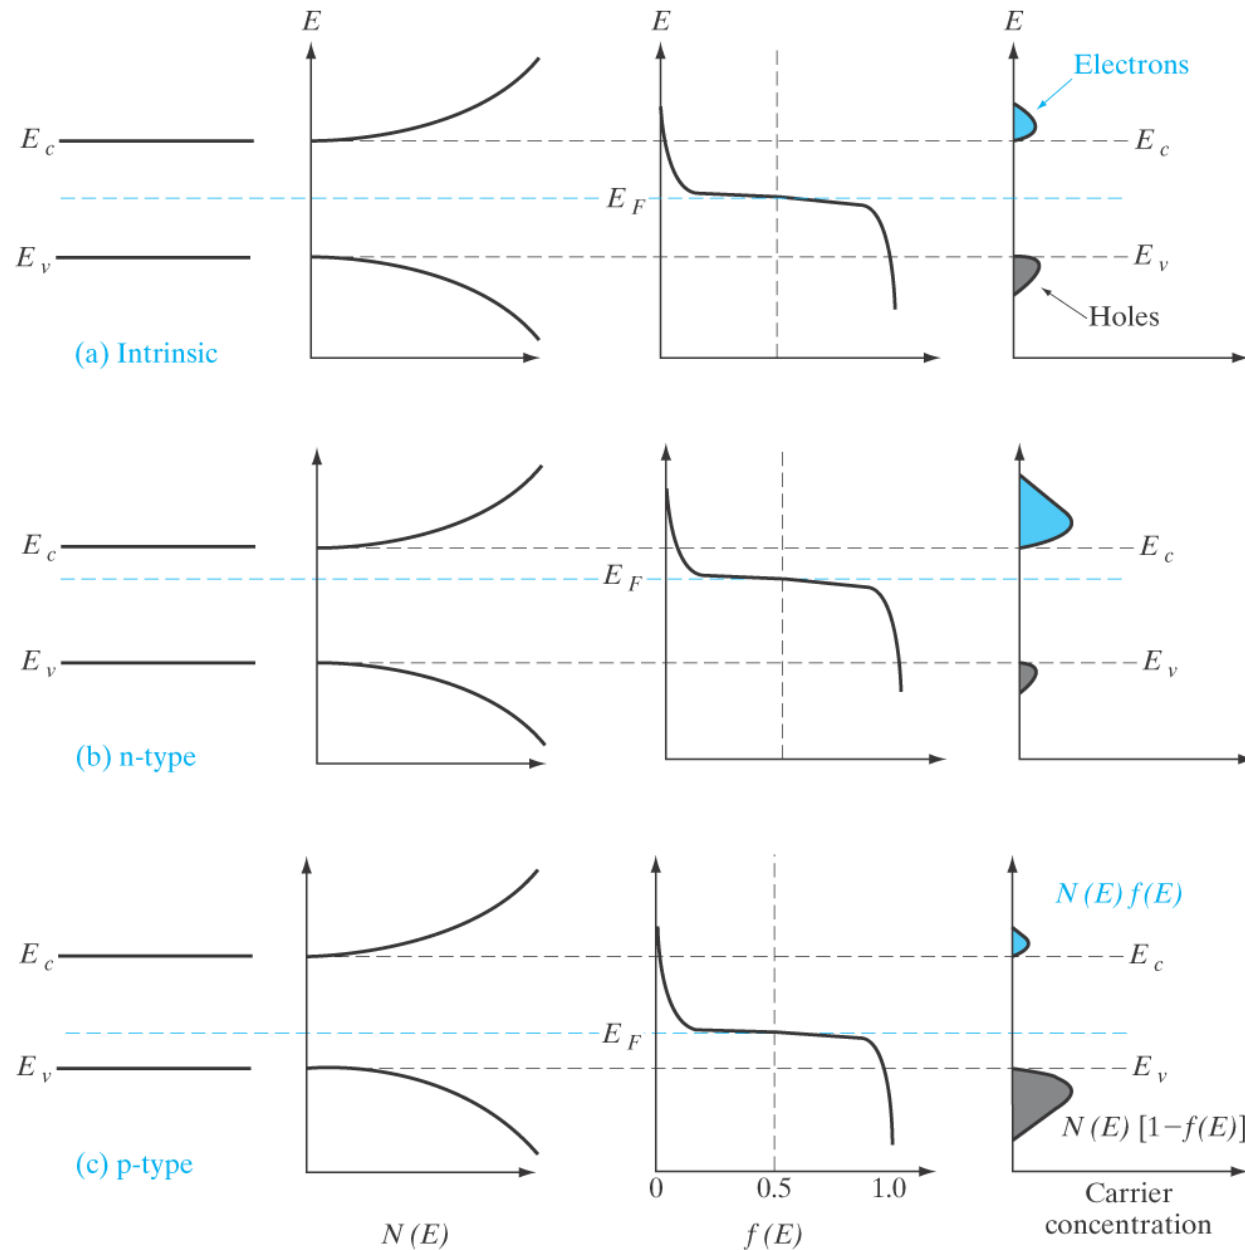 E
E
E
Electrons
E c
E c
E F
E v
E v
Holes
(a) Intrinsic
E c
E c
E F
E v
E v
(b) n-type
N (E) f(E)
E c
E c
E F
E v
E v
N (E) [1−f(E)]
(c) p-type
0
0.5
1.0
Carrier
concentration
N (E)
f (E)